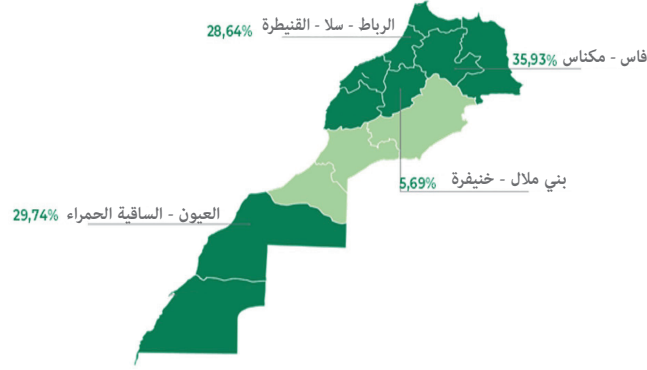 الرباط - سلا - القنيطرة 28,64%
فاس - مكناس 35,93%
بني ملال - خنيفرة 5,69%
العيون - الساقية الحمراء 29,74%